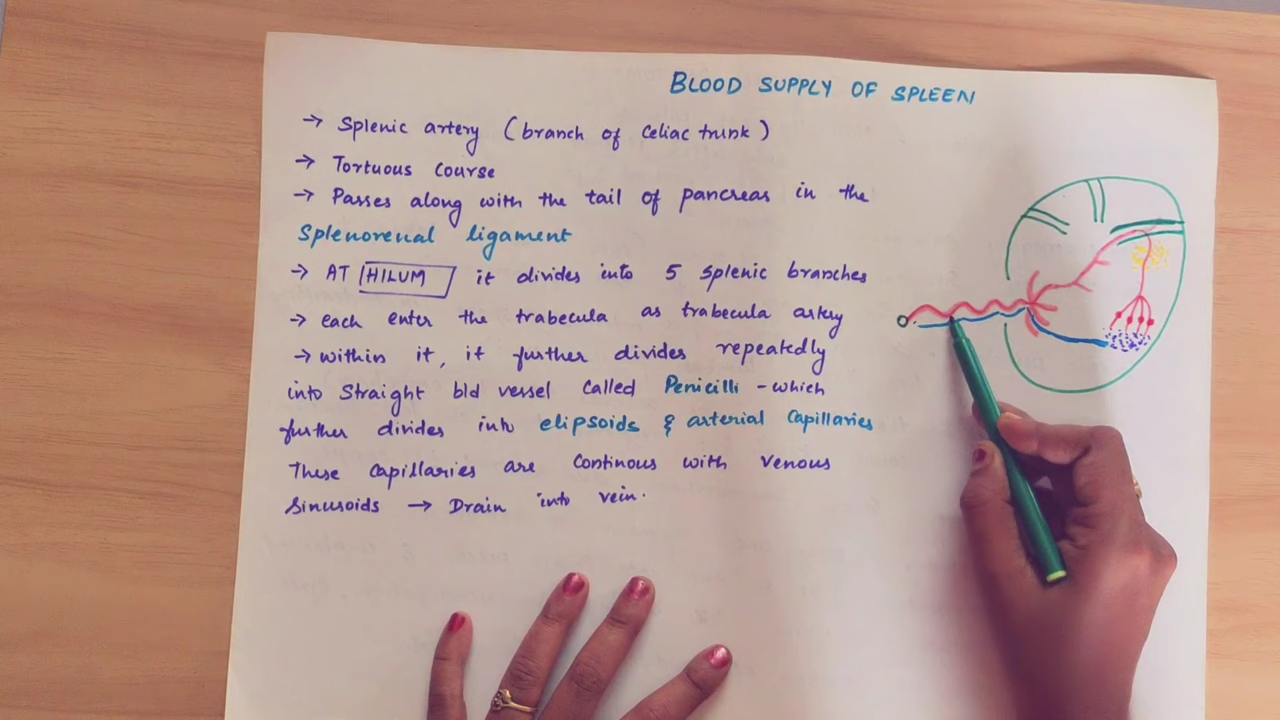 BLOOD SUPPLY OF SPLEEN
→ Splenic artery (branch of Celiac trunk)
→ Tortuous course
→ Passes along with the tail of pancreas in the
Splenorenal ligament
→ AT HILUM it divides into 5 splenic branches
→ each enter the trabecula as trabecula artery
→ within it, it further divides repeatedly
into Straight bld vessel called Penicilli - which
further divides into elipsoids & arterial Capillaries
These Capillaries are Continous with venous
Sinusoids → Drain into vein.